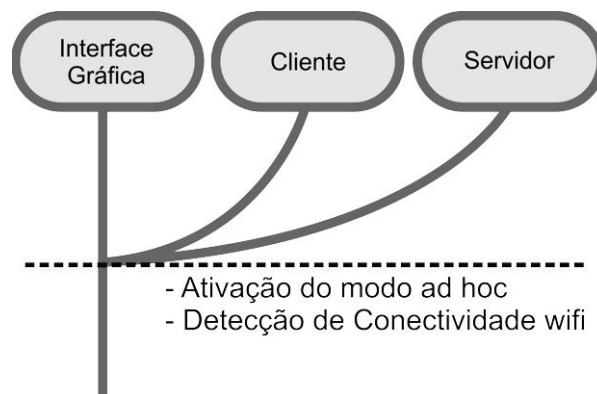 Interface
Gráfica
Cliente
Servidor
- Ativação do modo ad hoc
- Detecção de Conectividade wifi